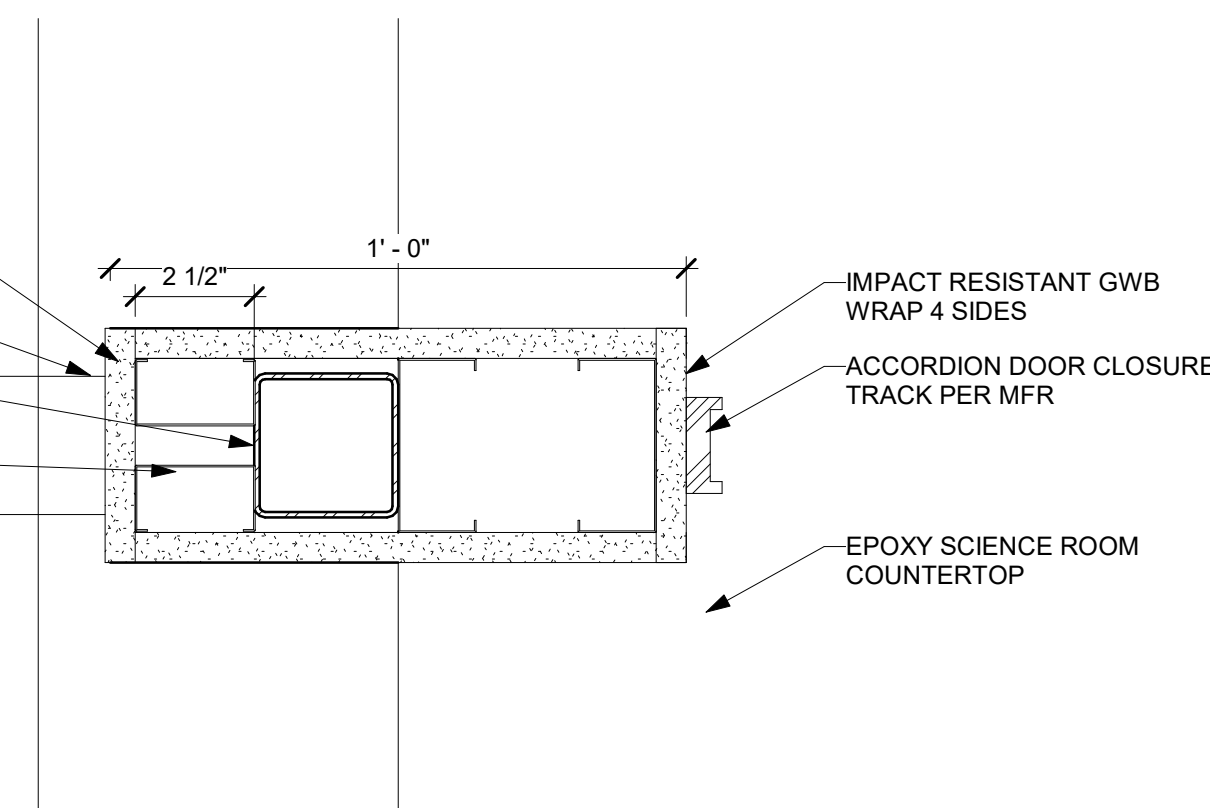 1' - 0"
2 1/2"
IMPACT RESISTANT GWB
WRAP 4 SIDES
ACCORDION DOOR CLOSURE
TRACK PER MFR
EPOXY SCIENCE ROOM
COUNTERTOP